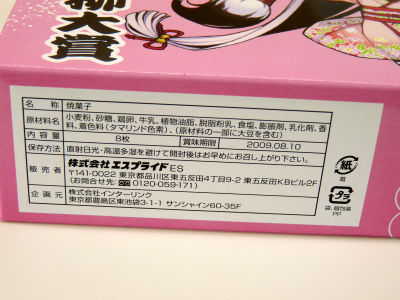 柳大賞
名 称 焼菓子
原材料名 小麦粉、砂糖、鶏卵、牛乳、植物油脂、脱脂粉乳、食塩、膨脹剤、乳化剤、香
料、着色料（タマリンド色素）、（原材料の一部に大豆を含む）
内 容 量 8枚 賞味期限 2009.08.10
保存方法 直射日光・高温多湿を避けて開封後はお早めにお召し上がり下さい。
販 売 者 株式会社 エスプライド ES
〒141-0022 東京都品川区東五反田4丁目9-2 東五反田KBビル2F
（お問合せ先 0120-059-171）
企 画 元 株式会社インターリンク
東京都豊島区東池袋3-1-1 サンシャイン60-35F
紙
箱
プラ
袋、個包装
PP